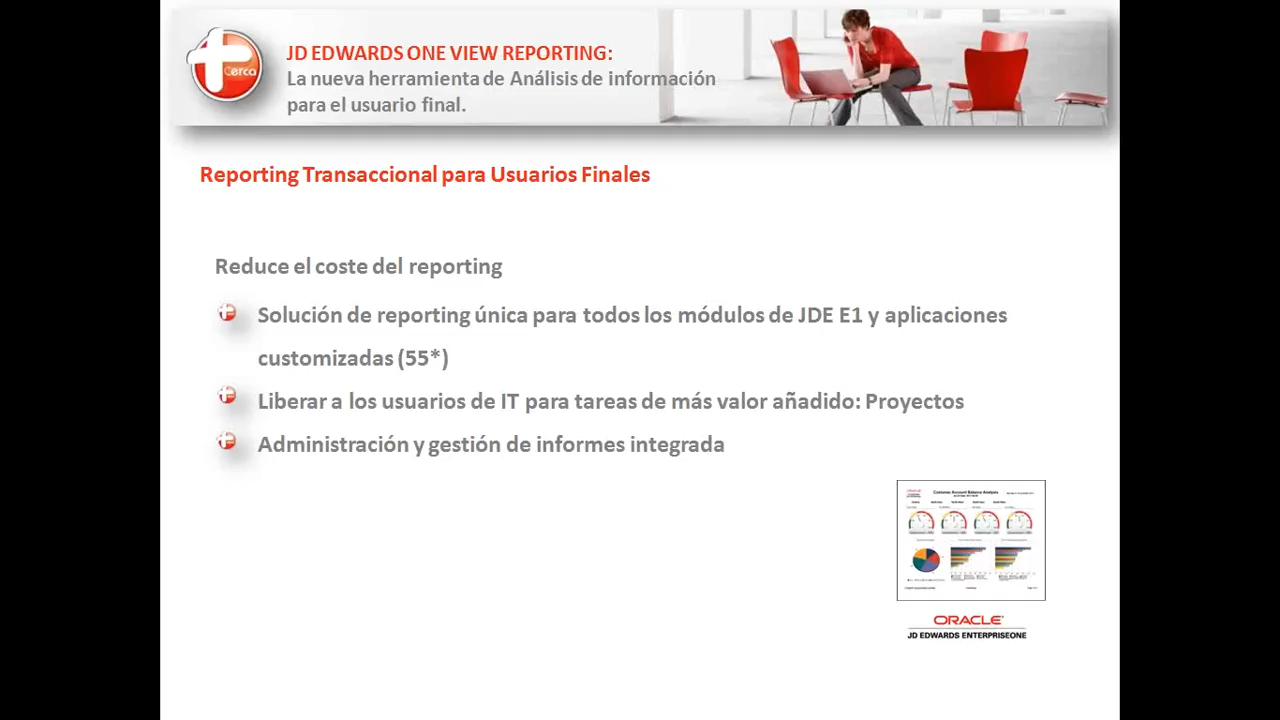 Cerca
JD EDWARDS ONE VIEW REPORTING:
La nueva herramienta de Análisis de información
para el usuario final.
Reporting Transaccional para Usuarios Finales
Reduce el coste del reporting
Solución de reporting única para todos los módulos de JDE E1 y aplicaciones
customizadas (55*)
Liberar a los usuarios de IT para tareas de más valor añadido: Proyectos
Administración y gestión de informes integrada
ORACLE
Customer Account Balance Analysis
ORACLE
JD EDWARDS ENTERPRISEONE